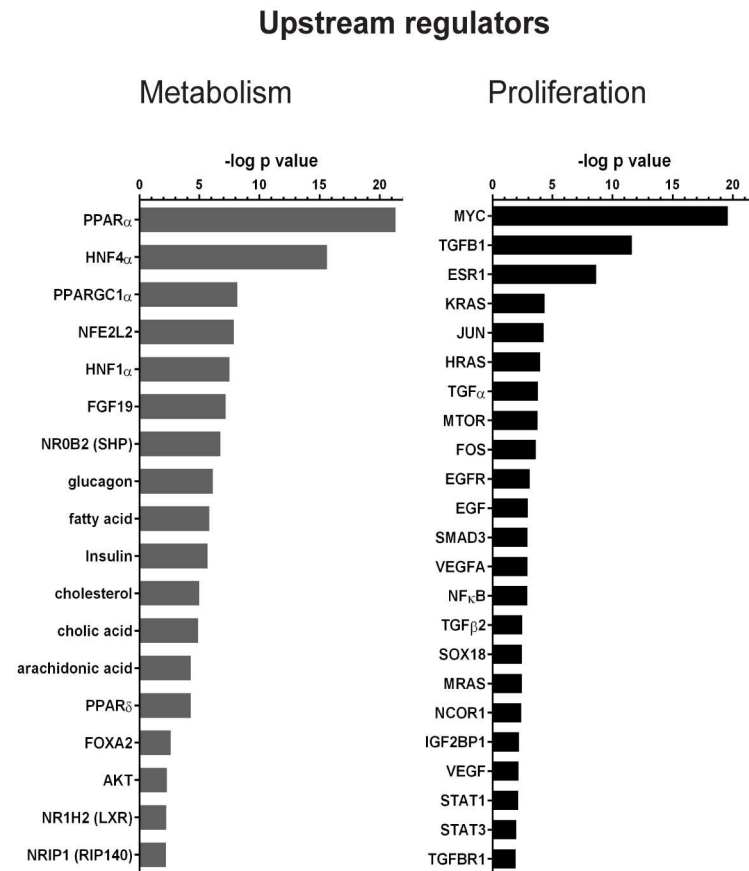 Upstream regulators
Metabolism
-log p value
0 5 10 15 20
PPARα
HNF4α
PPARGC1α
NFE2L2
HNF1α
FGF19
NR0B2 (SHP)
glucagon
fatty acid
Insulin
cholesterol
cholic acid
arachidonic acid
PPARδ
FOXA2
AKT
NR1H2 (LXR)
NRIP1 (RIP140)
Proliferation
-log p value
0 5 10 15 20
MYC
TGFB1
ESR1
KRAS
JUN
HRAS
TGFα
MTOR
FOS
EGFR
EGF
SMAD3
VEGFA
NFκB
TGFβ2
SOX18
MRAS
NCOR1
IGF2BP1
VEGF
STAT1
STAT3
TGFBR1